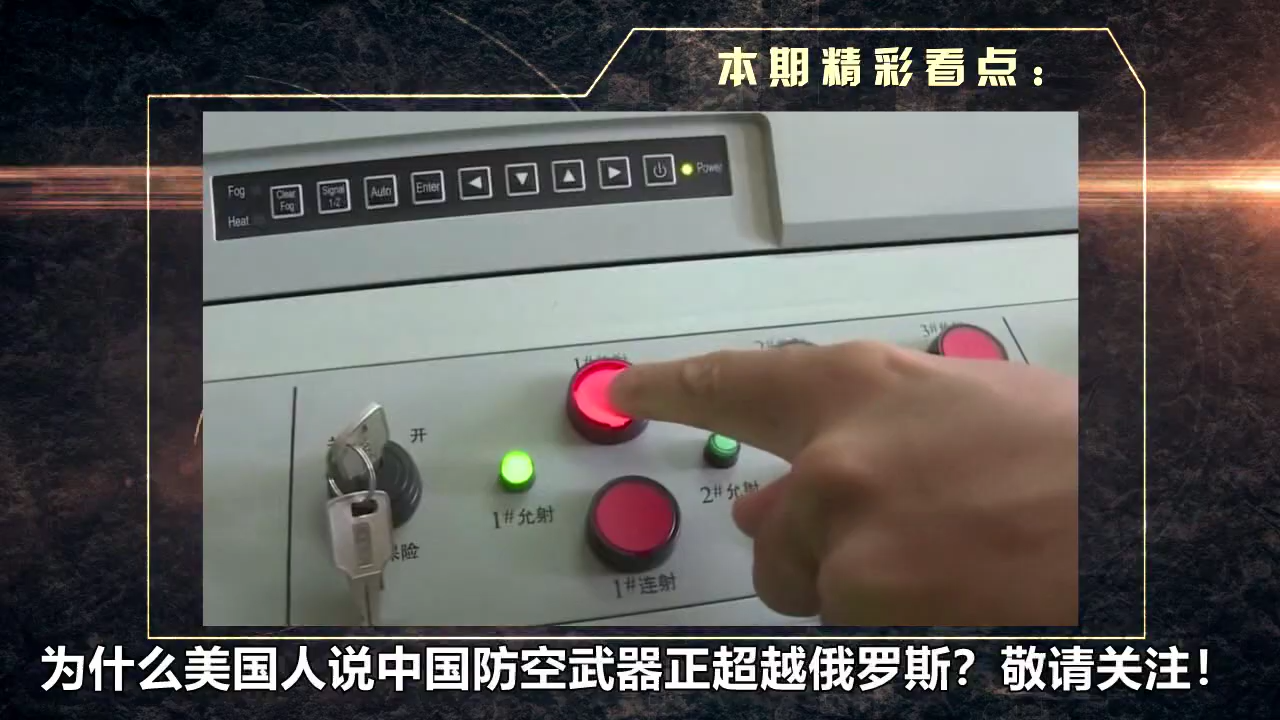 本期精彩看点：
Fog
Heat
Clear Fog
Signal 1/2
Auto
Enter
Power
开
1#允射
2#允射
1#连射
为什么美国人说中国防空武器正超越俄罗斯？敬请关注！